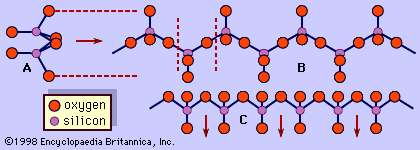 A
B
C
oxygen
silicon
©1998 Encyclopaedia Britannica, Inc.